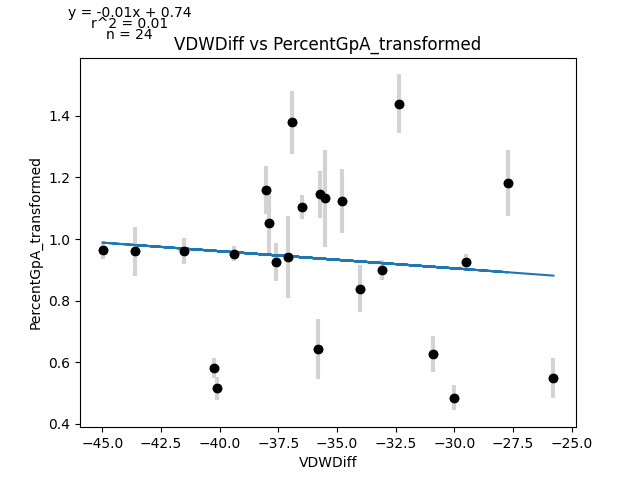 y = -0.01x + 0.74
r^2 = 0.01
n = 24
VDWDiff vs PercentGpA_transformed
PercentGpA_transformed
1.4
1.2
1.0
0.8
0.6
0.4
−45.0 −42.5 −40.0 −37.5 −35.0 −32.5 −30.0 −27.5 −25.0
VDWDiff